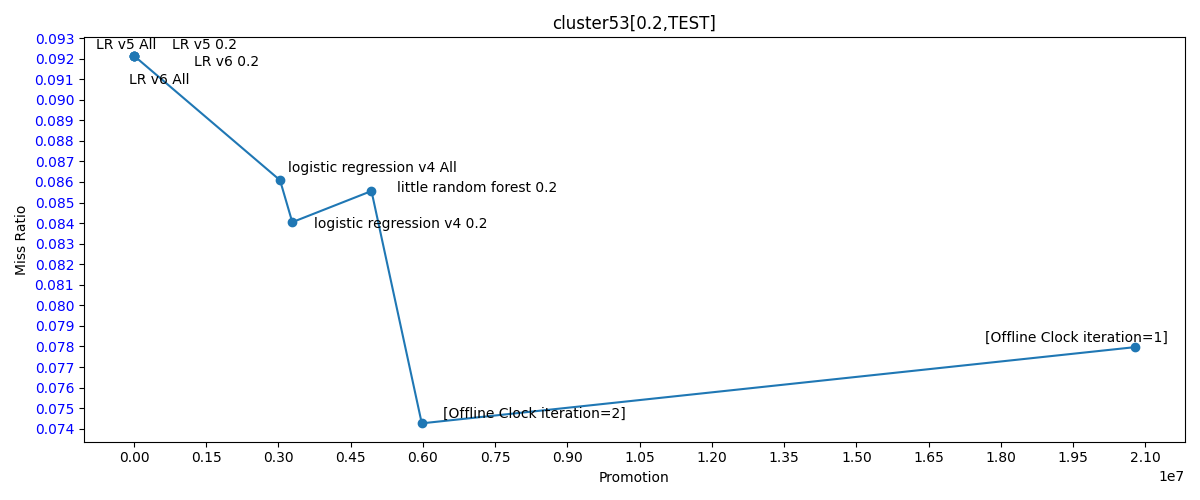 cluster53[0.2,TEST]
0.093
0.092
0.091
0.090
0.089
0.088
0.087
0.086
0.085
0.084
0.083
0.082
0.081
0.080
0.079
0.078
0.077
0.076
0.075
0.074
Miss Ratio
LR v5 All
LR v5 0.2
LR v6 0.2
LR v6 All
logistic regression v4 All
little random forest 0.2
logistic regression v4 0.2
[Offline Clock iteration=1]
[Offline Clock iteration=2]
0.00 0.15 0.30 0.45 0.60 0.75 0.90 1.05 1.20 1.35 1.50 1.65 1.80 1.95 2.10
1e7
Promotion